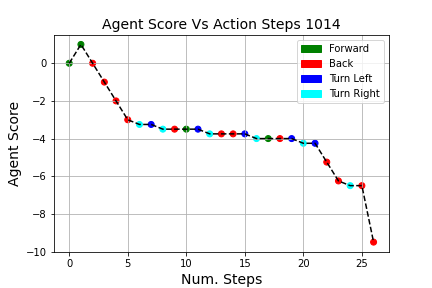 Agent Score Vs Action Steps 1014
Forward
Back
Turn Left
Turn Right
Agent Score
0
−2
−4
−6
−8
−10
0 5 10 15 20 25
Num. Steps